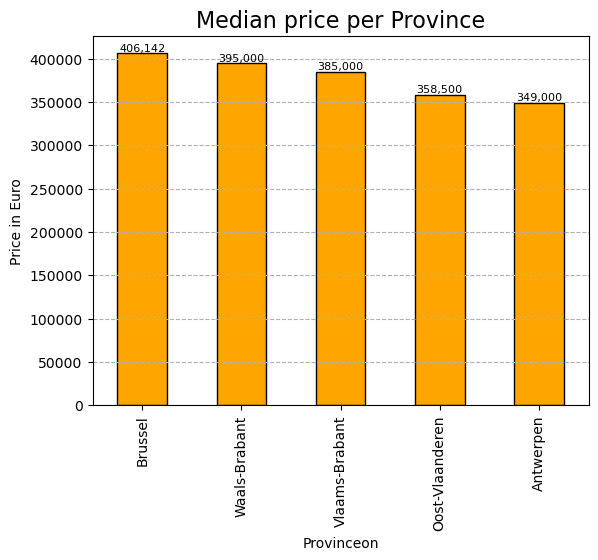 Median price per Province
406,142
395,000
385,000
358,500
349,000
400000
350000
300000
250000
200000
150000
100000
50000
0
Price in Euro
Brussel
Waals-Brabant
Vlaams-Brabant
Oost-Vlaanderen
Antwerpen
Provinceon